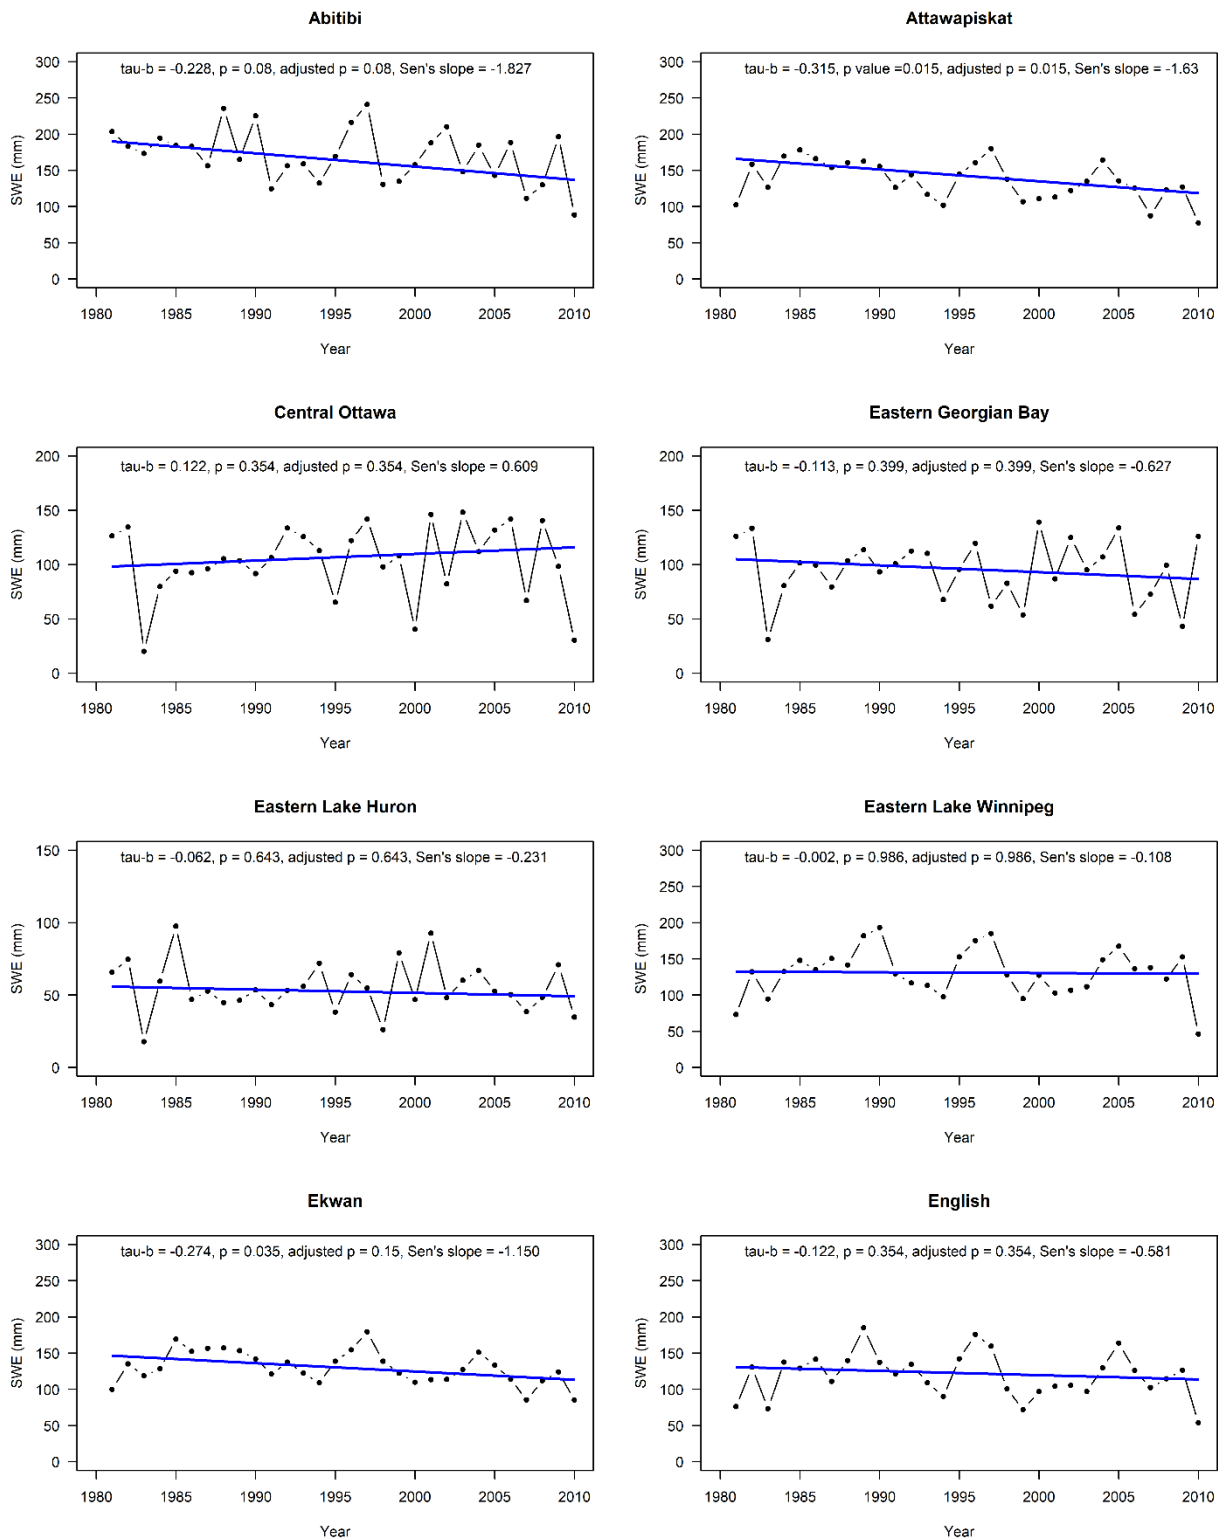 Abitibi
tau-b = -0.228, p = 0.08, adjusted p = 0.08, Sen's slope = -1.827
300
250
200
150
100
50
0
SWE (mm)
1980 1985 1990 1995 2000 2005 2010
Year
Attawapiskat
tau-b = -0.315, p value =0.015, adjusted p = 0.015, Sen's slope = -1.63
300
250
200
150
100
50
0
SWE (mm)
1980 1985 1990 1995 2000 2005 2010
Year
Central Ottawa
tau-b = 0.122, p = 0.354, adjusted p = 0.354, Sen's slope = 0.609
200
150
100
50
0
SWE (mm)
1980 1985 1990 1995 2000 2005 2010
Year
Eastern Georgian Bay
tau-b = -0.113, p = 0.399, adjusted p = 0.399, Sen's slope = -0.627
200
150
100
50
0
SWE (mm)
1980 1985 1990 1995 2000 2005 2010
Year
Eastern Lake Huron
tau-b = -0.062, p = 0.643, adjusted p = 0.643, Sen's slope = -0.231
150
100
50
0
SWE (mm)
1980 1985 1990 1995 2000 2005 2010
Year
Eastern Lake Winnipeg
tau-b = -0.002, p = 0.986, adjusted p = 0.986, Sen's slope = -0.108
300
250
200
150
100
50
0
SWE (mm)
1980 1985 1990 1995 2000 2005 2010
Year
Ekwan
tau-b = -0.274, p = 0.035, adjusted p = 0.15, Sen's slope = -1.150
300
250
200
150
100
50
0
SWE (mm)
1980 1985 1990 1995 2000 2005 2010
Year
English
tau-b = -0.122, p = 0.354, adjusted p = 0.354, Sen's slope = -0.581
300
250
200
150
100
50
0
SWE (mm)
1980 1985 1990 1995 2000 2005 2010
Year